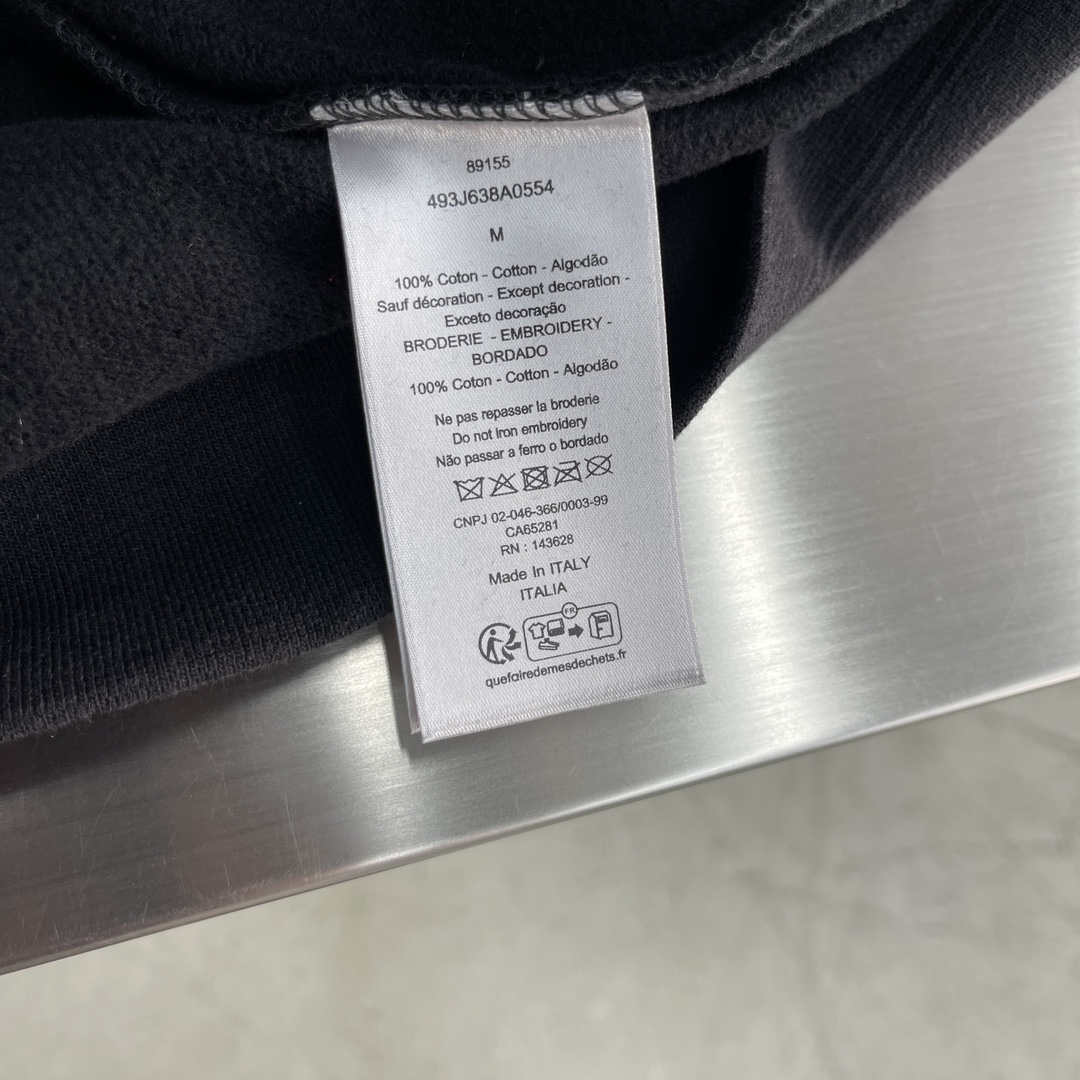 89155
493J638A0554
M
100% Coton - Cotton - Algodão
Sauf décoration - Except decoration -
Exceto decoração
BRODERIE - EMBROIDERY -
BORDADO
100% Coton - Cotton - Algodão
Ne pas repasser la broderie
Do not iron embroidery
Não passar a ferro o bordado
CNPJ 02-046-366/0003-99
CA65281
RN : 143628
Made In ITALY
ITALIA
FR
quefairedemesdechets.fr